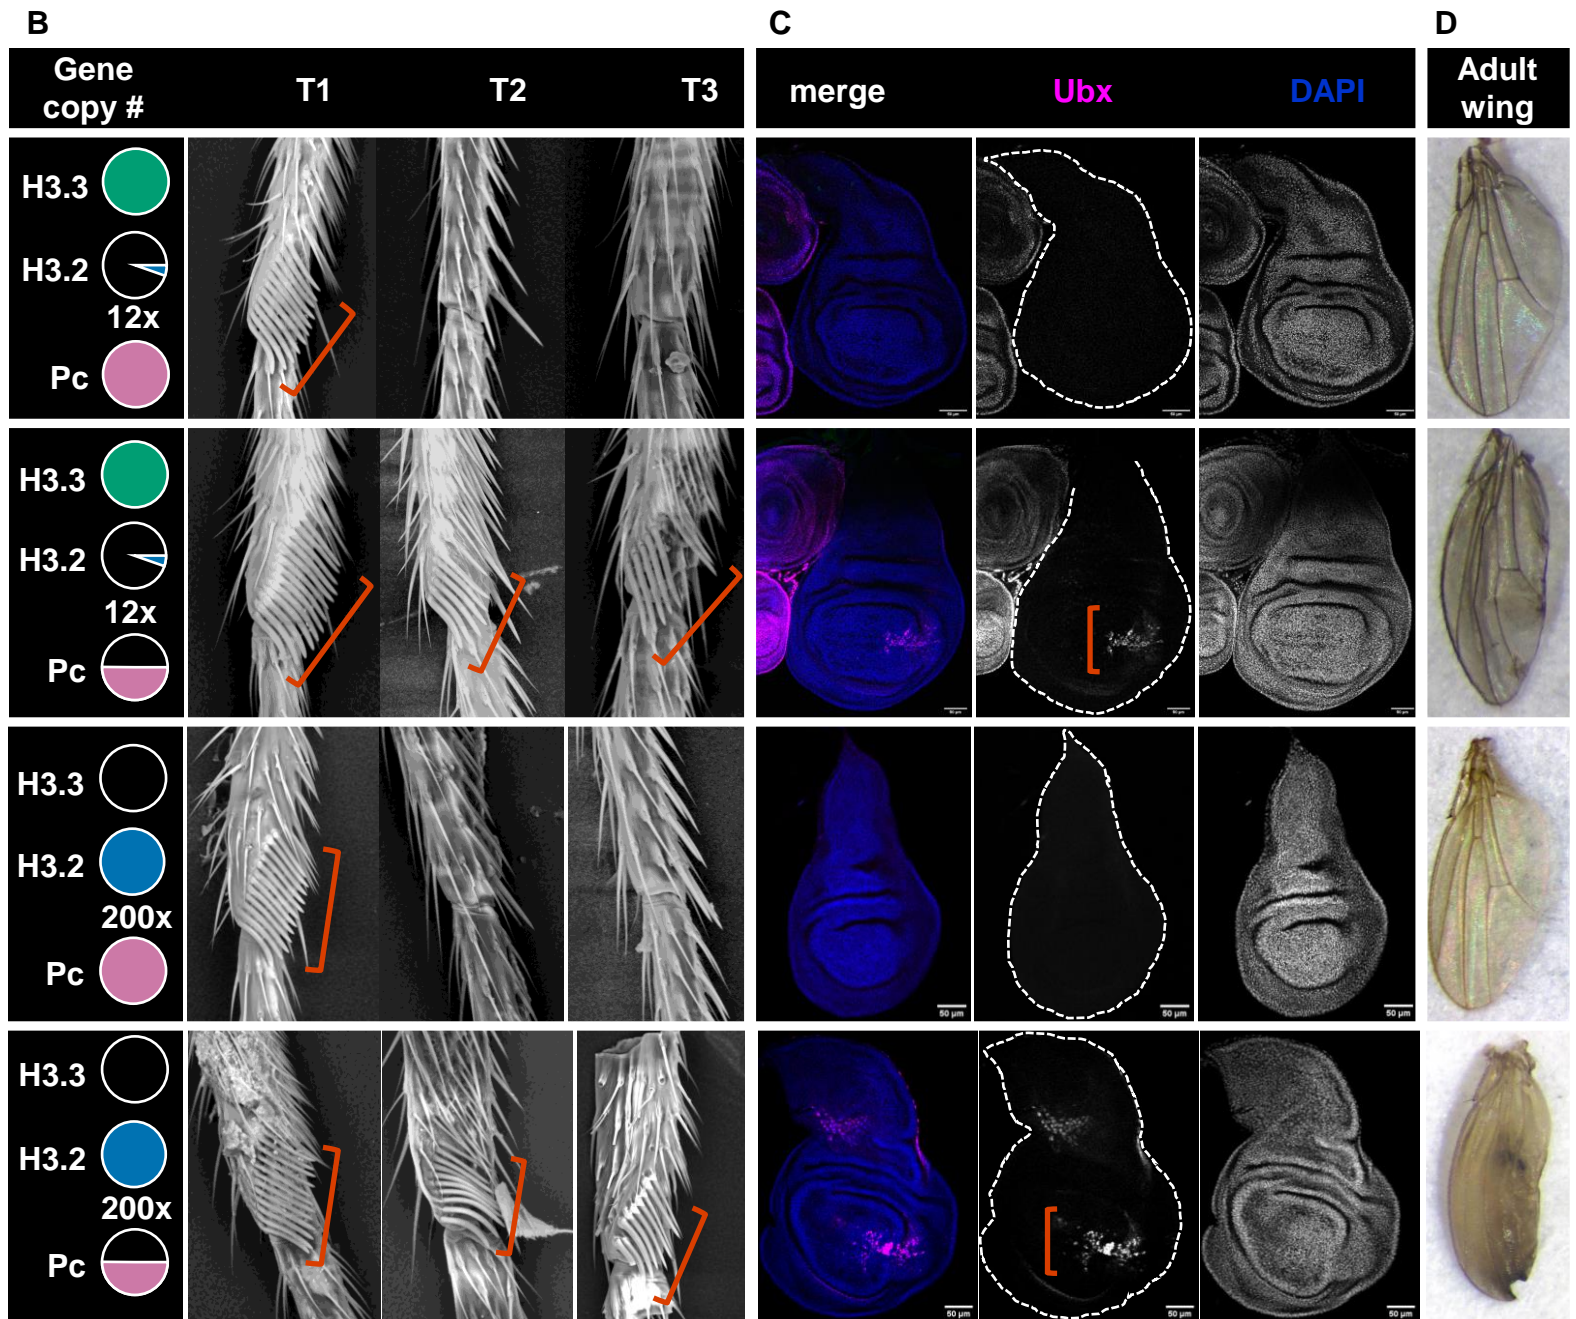 B
C
D
Gene
copy #
T1
T2
T3
merge
Ubx
DAPI
Adult
wing
H3.3
H3.2
12x
Pc
H3.3
H3.2
12x
Pc
H3.3
H3.2
200x
Pc
50 µm
50 µm
50 µm
H3.3
H3.2
200x
Pc
50 µm
50 µm
50 µm